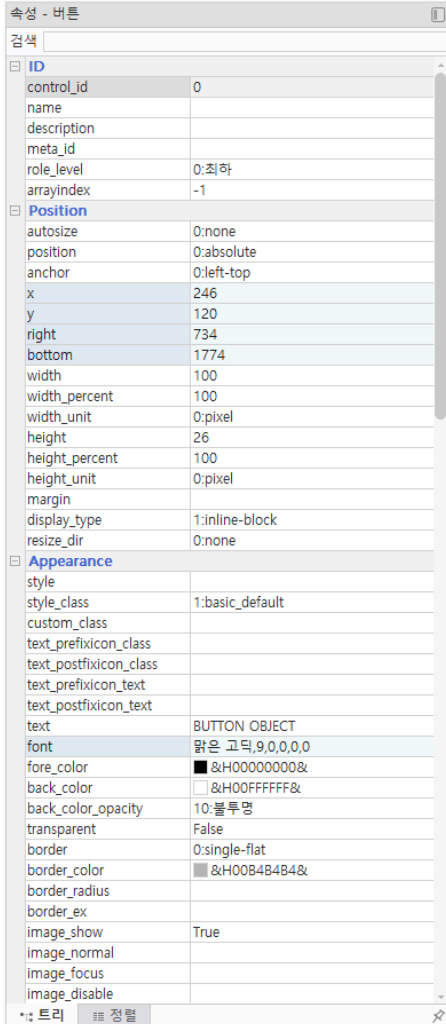 속성 - 버튼
검색
ID
control_id 0
name
description
meta_id
role_level 0:최하
arrayindex -1
Position
autosize 0:none
position 0:absolute
anchor 0:left-top
x 246
y 120
right 734
bottom 1774
width 100
width_percent 100
width_unit 0:pixel
height 26
height_percent 100
height_unit 0:pixel
margin
display_type 1:inline-block
resize_dir 0:none
Appearance
style
style_class 1:basic_default
custom_class
text_prefixicon_class
text_postfixicon_class
text_prefixicon_text
text_postfixicon_text
text BUTTON OBJECT
font 맑은 고딕,9,0,0,0,0
fore_color &H00000000&
back_color &H00FFFFFF&
back_color_opacity 10:불투명
transparent False
border 0:single-flat
border_color &H00B4B4B4&
border_radius
border_ex
image_show True
image_normal
image_focus
image_disable
트리 정렬